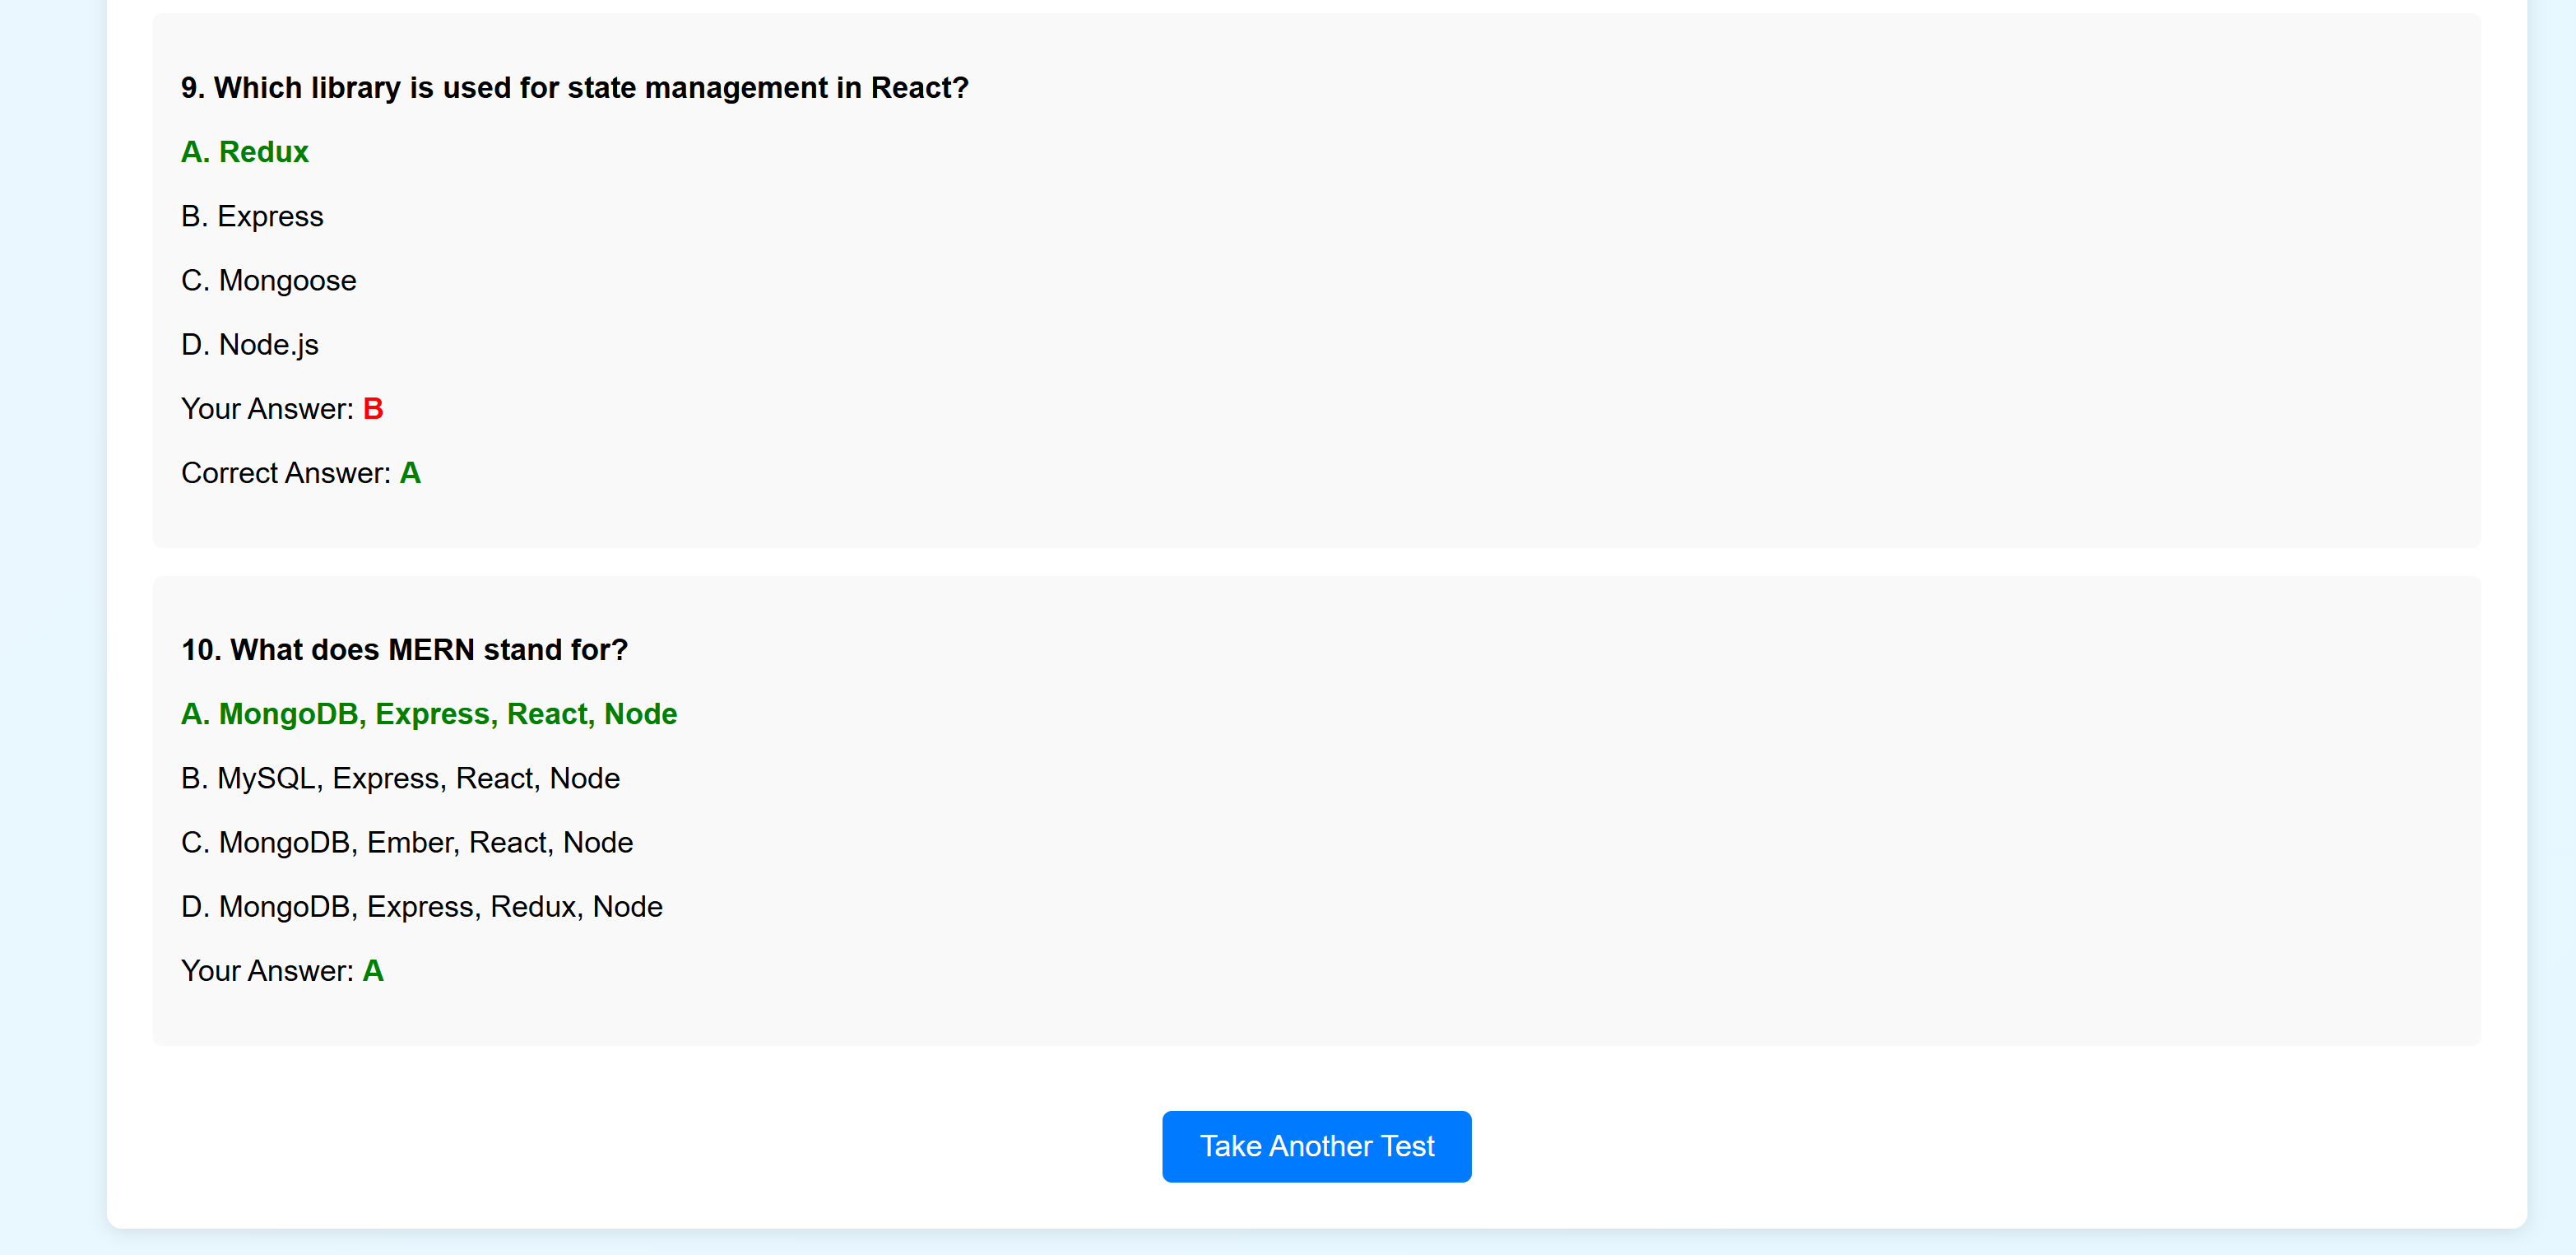 9. Which library is used for state management in React?
A. Redux
B. Express
C. Mongoose
D. Node.js
Your Answer: B
Correct Answer: A
10. What does MERN stand for?
A. MongoDB, Express, React, Node
B. MySQL, Express, React, Node
C. MongoDB, Ember, React, Node
D. MongoDB, Express, Redux, Node
Your Answer: A
Take Another Test